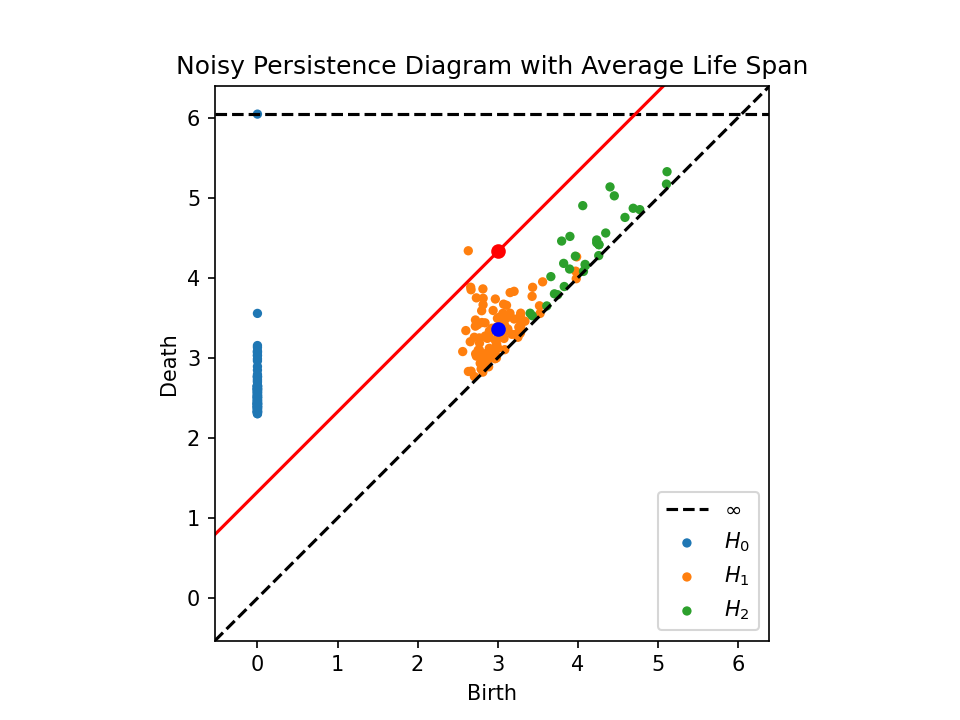 Noisy Persistence Diagram with Average Life Span
Death
6
5
4
3
2
1
0
0 1 2 3 4 5 6
Birth
∞
H₀
H₁
H₂